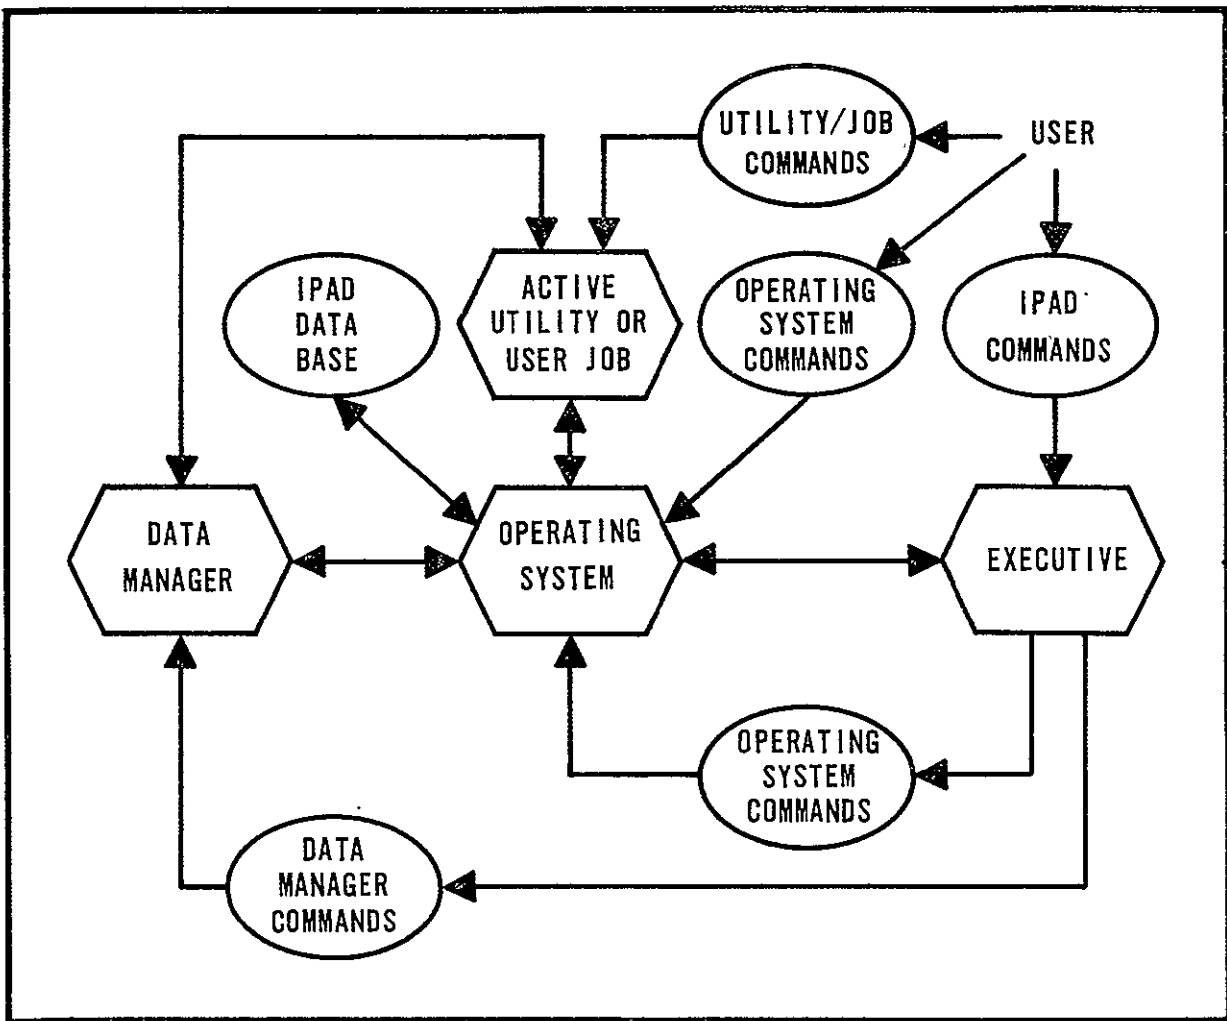 UTILITY/JOB
COMMANDS
USER
IPAD
DATA
BASE
ACTIVE
UTILITY OR
USER JOB
OPERATING
SYSTEM
COMMANDS
IPAD
COMMANDS
DATA
MANAGER
OPERATING
SYSTEM
EXECUTIVE
OPERATING
SYSTEM
COMMANDS
DATA
MANAGER
COMMANDS